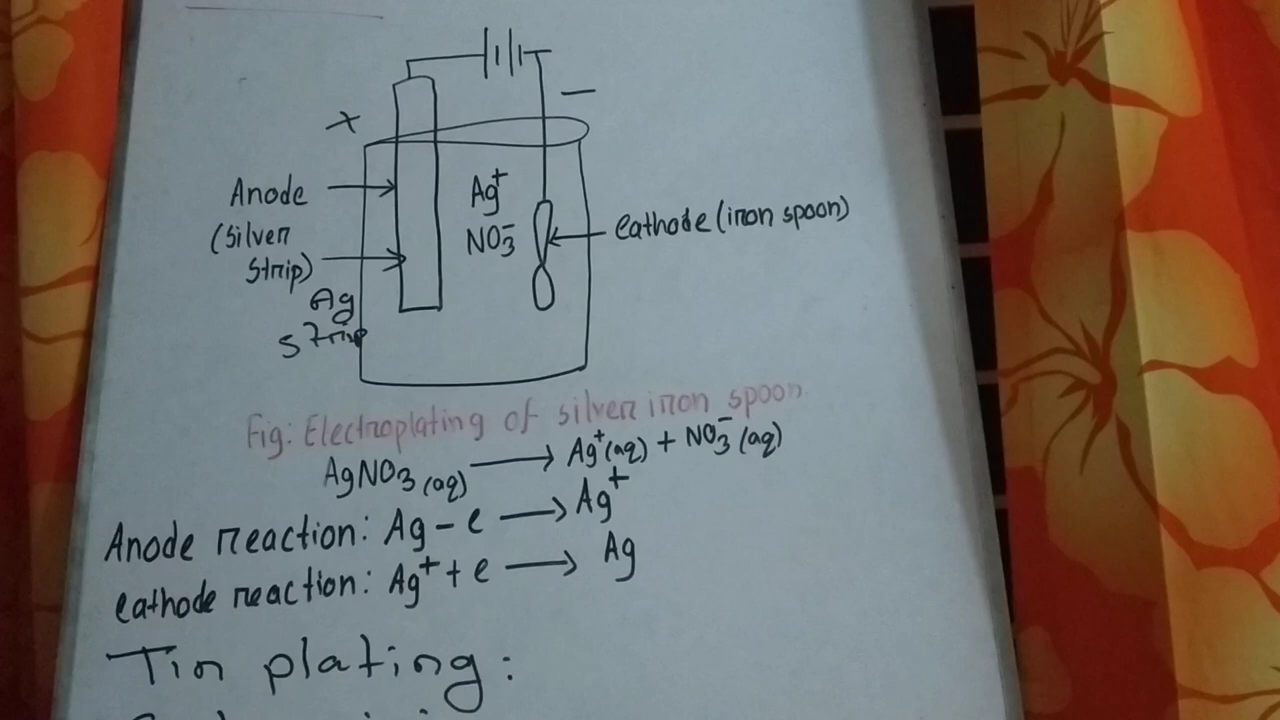 +
−
Anode
(Silver
Strip)
Ag
strip
Ag⁺
NO₃⁻
Cathode (iron spoon)
Fig: Electroplating of silver iron spoon
AgNO₃(aq) ⟶ Ag⁺(aq) + NO₃⁻(aq)
Anode reaction: Ag − e ⟶ Ag⁺
Cathode reaction: Ag⁺ + e ⟶ Ag
Tin plating: